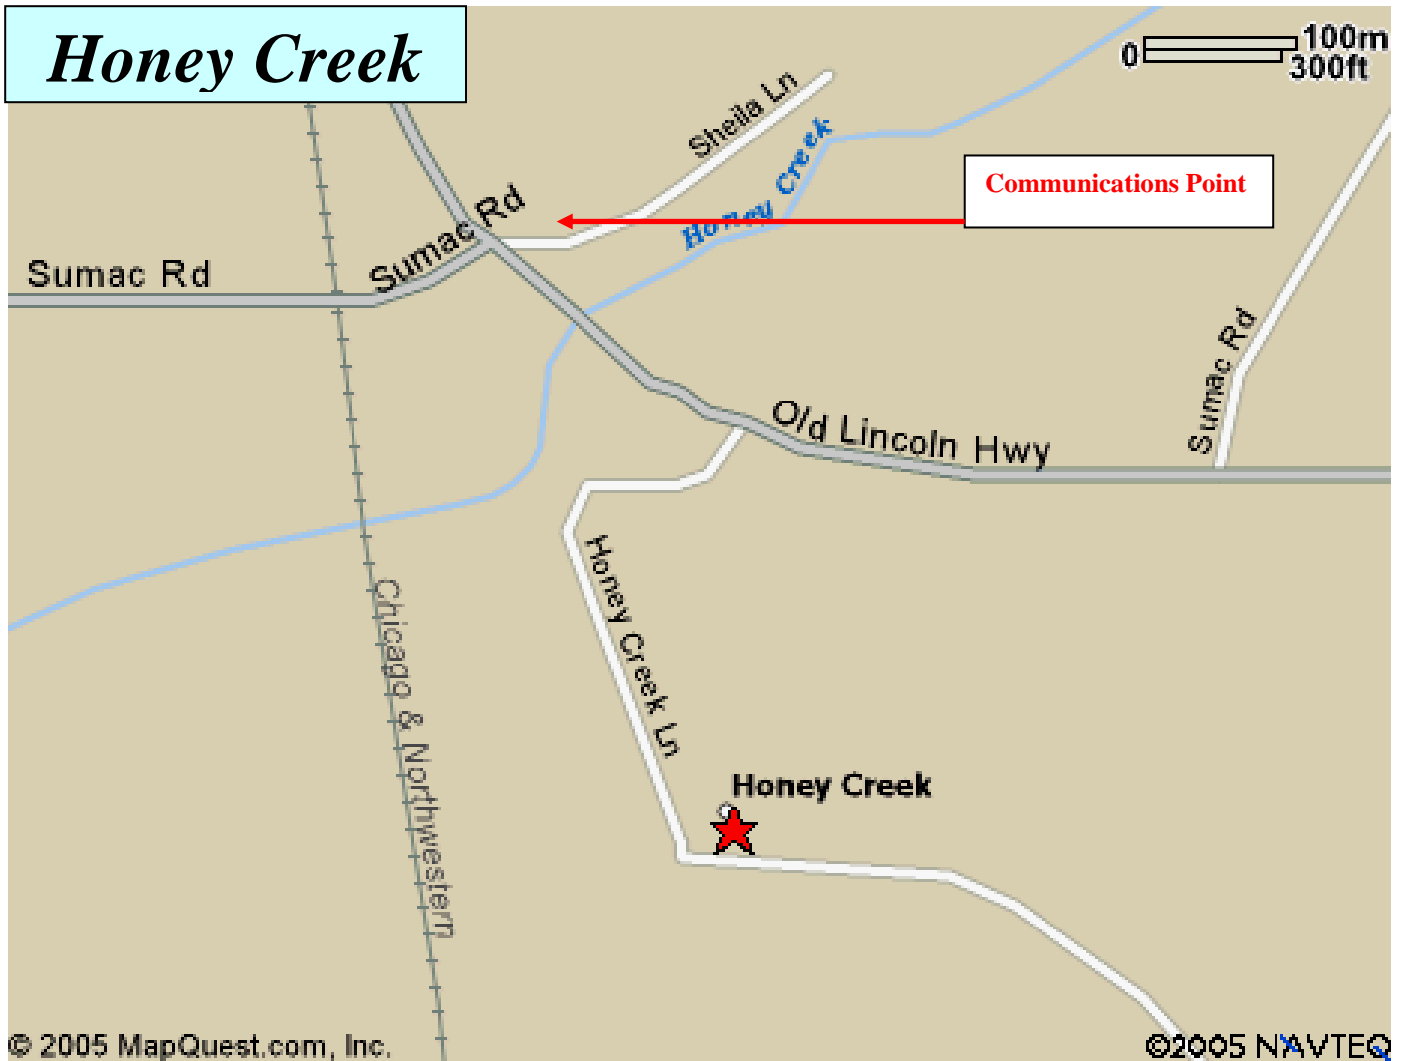 Honey Creek
0
100m
300ft
Sheila Ln
Honey Creek
Communications Point
Sumac Rd
Sumac Rd
Sumac Rd
Old Lincoln Hwy
Honey Creek Ln
Chicago & Northwestern
Honey Creek
© 2005 MapQuest.com, Inc.
©2005 NAVTEQ